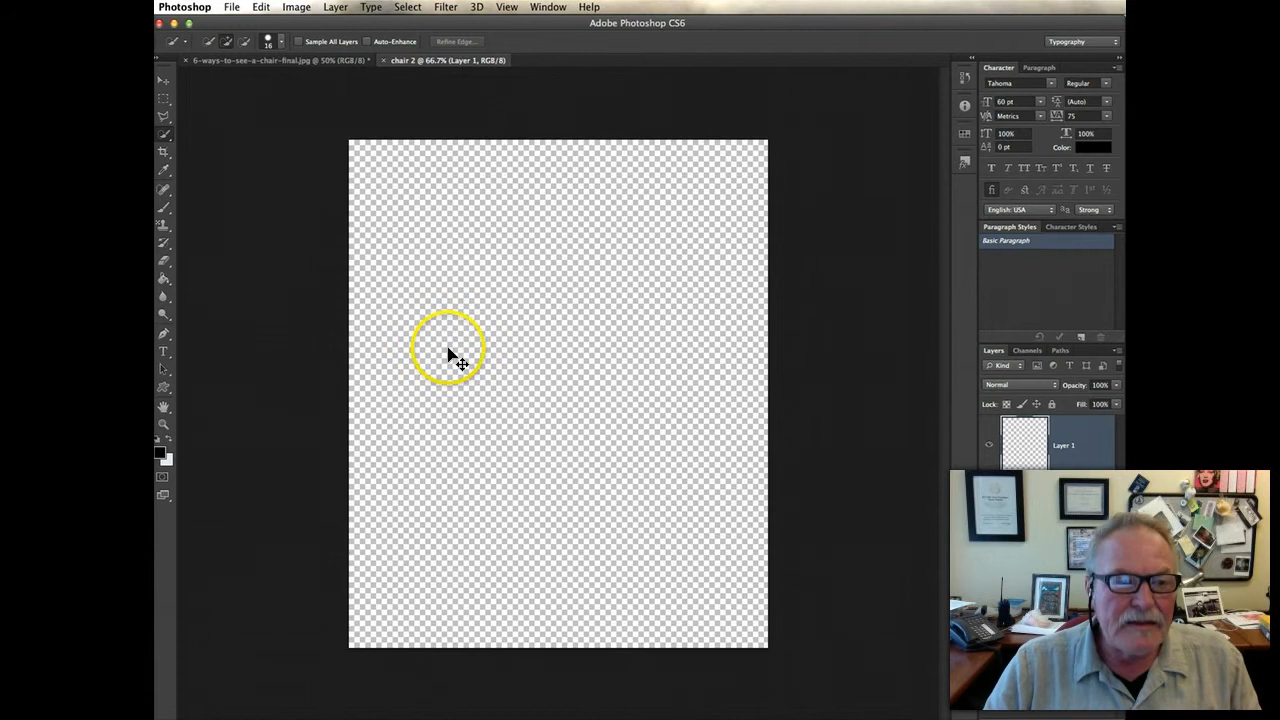 Photoshop File Edit Image Layer Type Select Filter 3D View Window Help
Adobe Photoshop CS6
16 Sample All Layers Auto-Enhance Refine Edge... Typography
× 6-ways-to-see-a-chair-final.jpg @ 50% (RGB/8) * × chair 2 @ 66.7% (Layer 1, RGB/8)
Character Paragraph
Tahoma Regular
60 pt (Auto)
Metrics 75
100% 100%
0 pt Color:
English: USA Strong
Paragraph Styles Character Styles
Basic Paragraph
Layers Channels Paths
Kind
Normal Opacity: 100%
Lock: Fill: 100%
Layer 1